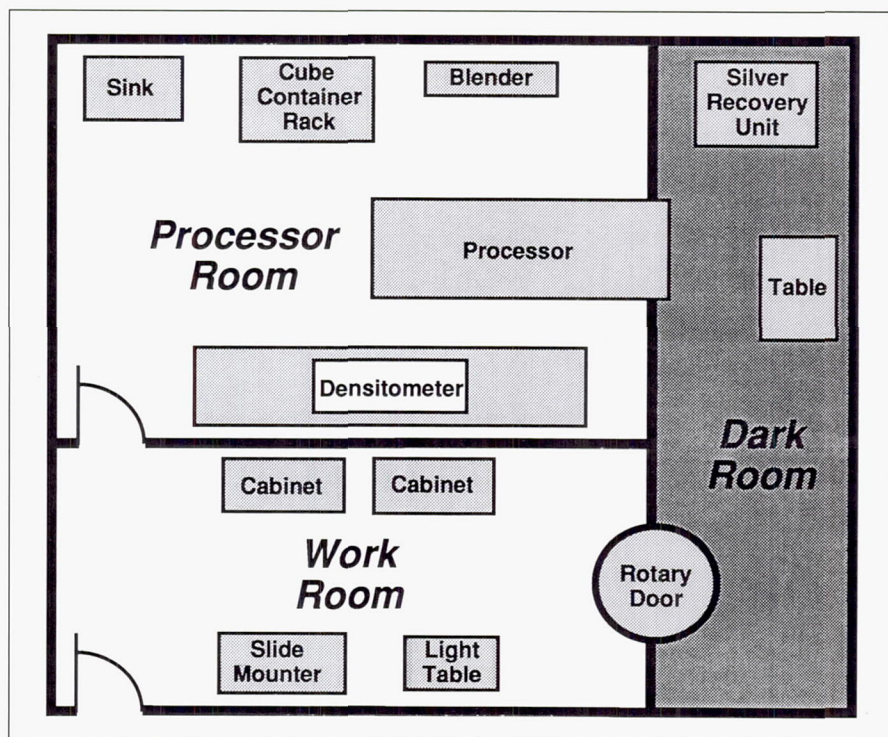 Sink
Cube
Container
Rack
Blender
Silver
Recovery
Unit
Processor
Room
Processor
Table
Densitometer
Dark
Room
Cabinet
Cabinet
Work
Room
Rotary
Door
Slide
Mounter
Light
Table